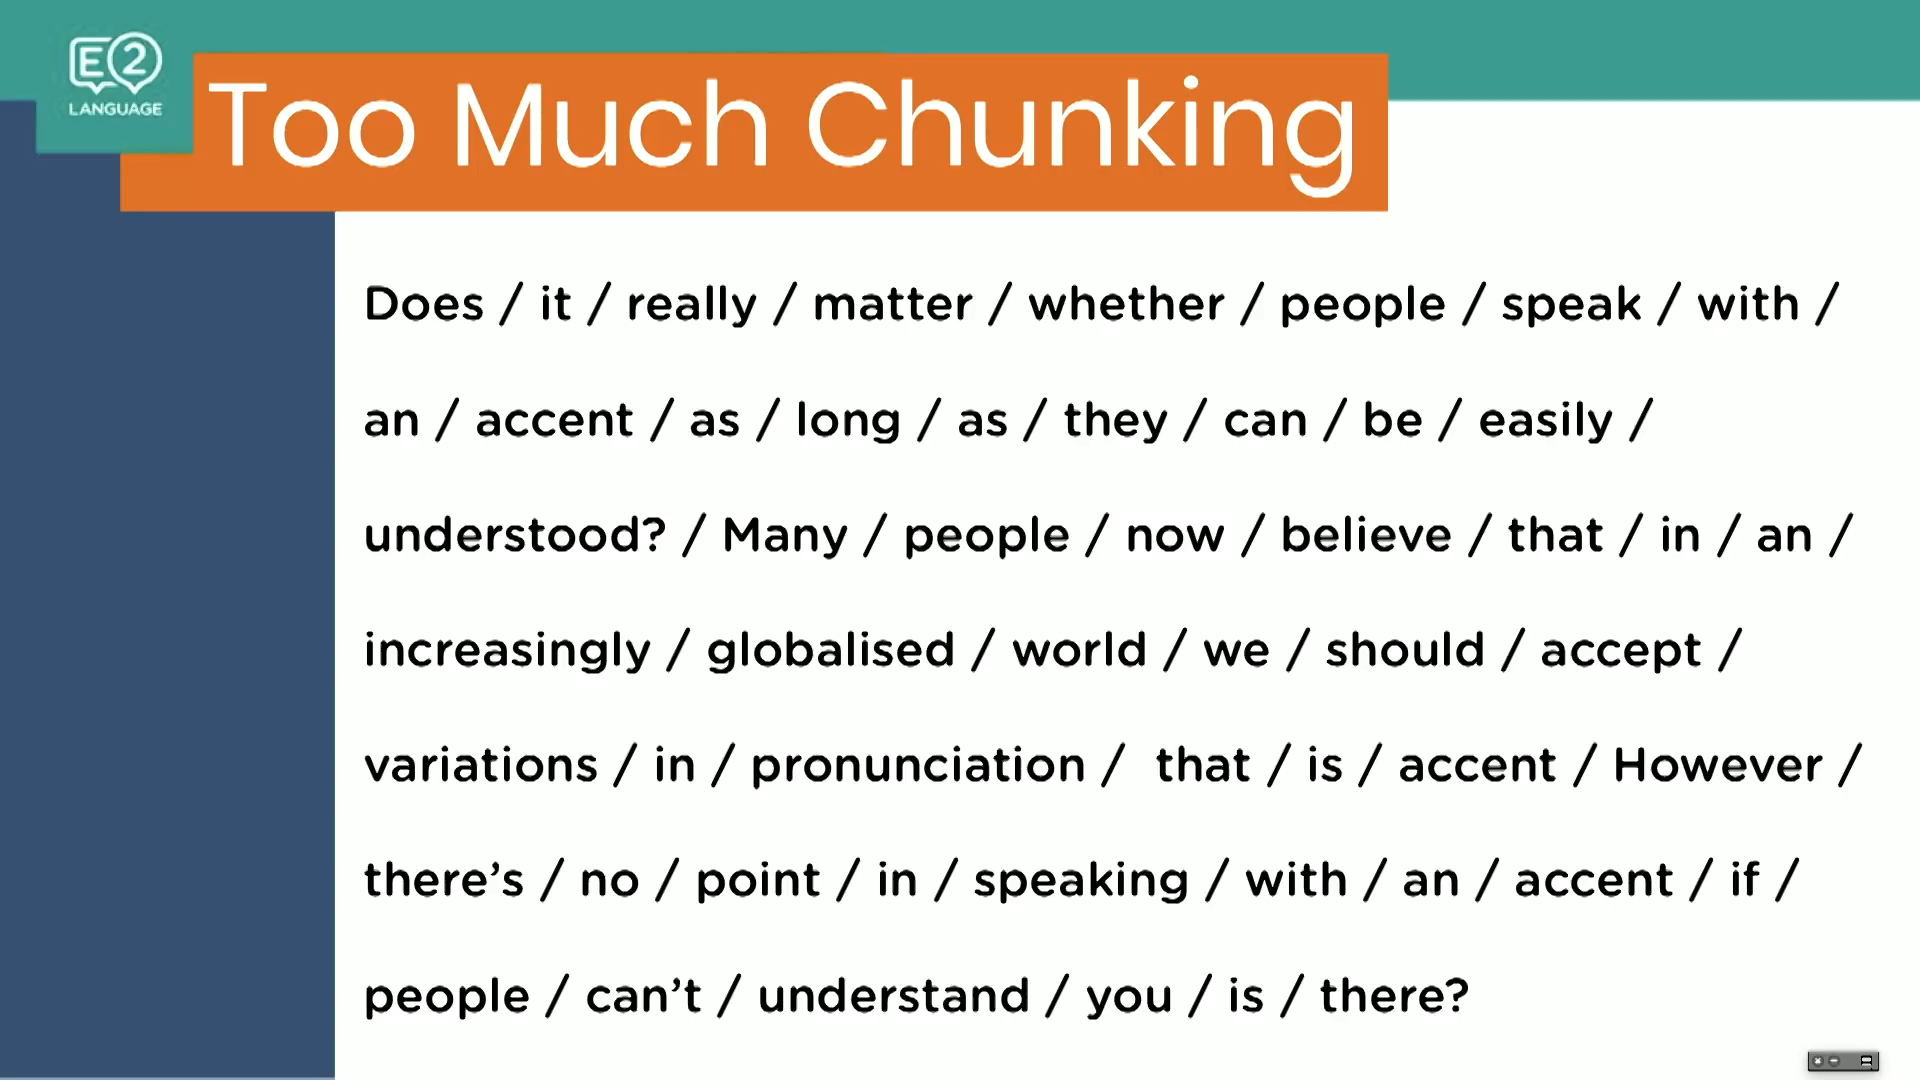 E2
LANGUAGE
Too Much Chunking
Does / it / really / matter / whether / people / speak / with /
an / accent / as / long / as / they / can / be / easily /
understood? / Many / people / now / believe / that / in / an /
increasingly / globalised / world / we / should / accept /
variations / in / pronunciation / that / is / accent / However /
there’s / no / point / in / speaking / with / an / accent / if /
people / can’t / understand / you / is / there?